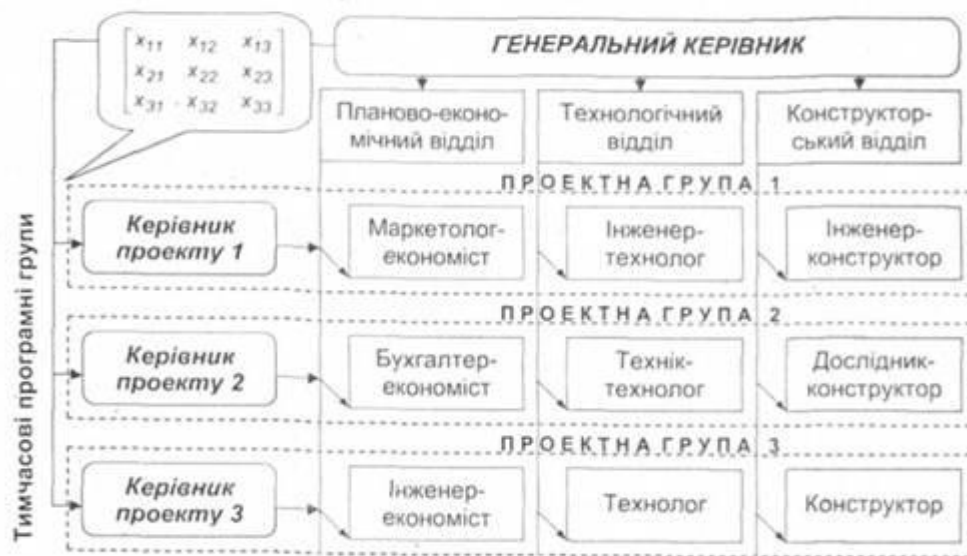 x11 x12 x13
x21 x22 x23
x31 x32 x33
ГЕНЕРАЛЬНИЙ КЕРІВНИК
Планово-еконо-
мічний відділ
Технологічний
відділ
Конструктор-
ський відділ
Тимчасові програмні групи
ПРОЕКТНА ГРУПА 1
Керівник
проекту 1
Маркетолог-
економіст
Інженер-
технолог
Інженер-
конструктор
ПРОЕКТНА ГРУПА 2
Керівник
проекту 2
Бухгалтер-
економіст
Технік-
технолог
Дослідник-
конструктор
ПРОЕКТНА ГРУПА 3
Керівник
проекту 3
Інженер-
економіст
Технолог
Конструктор